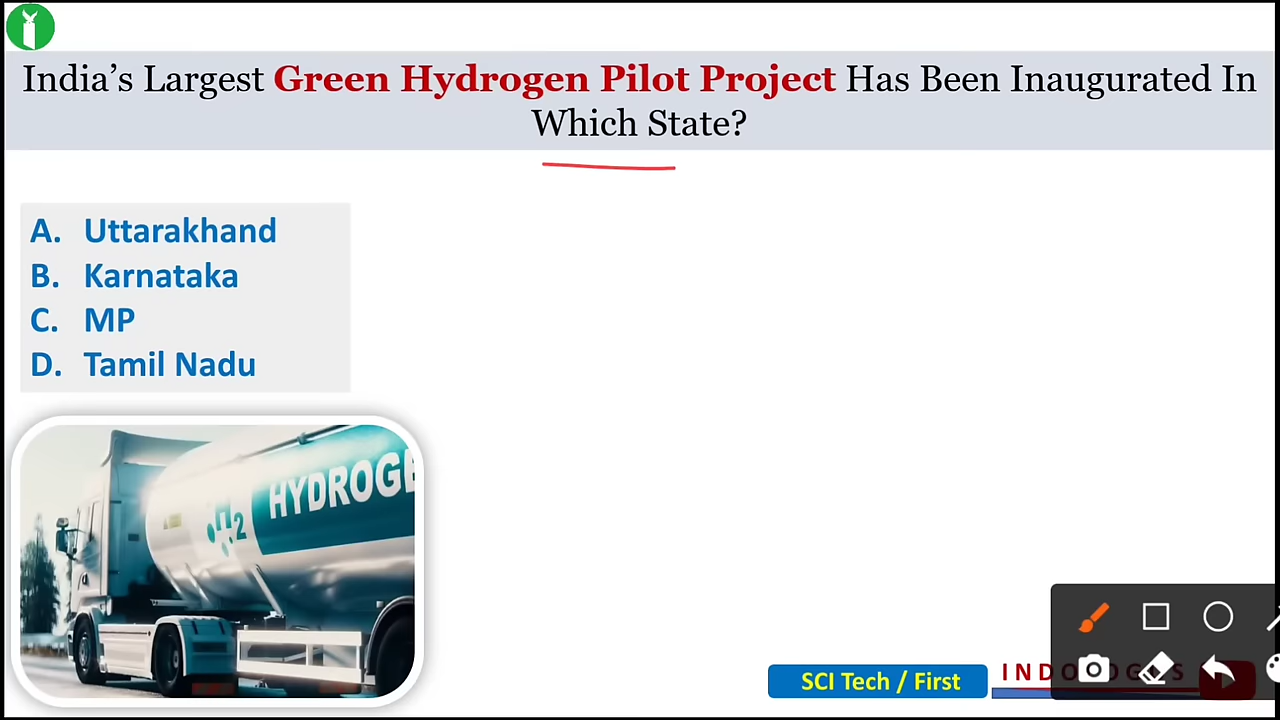 India’s Largest Green Hydrogen Pilot Project Has Been Inaugurated In
Which State?
A. Uttarakhand
B. Karnataka
C. MP
D. Tamil Nadu
HYDROGE
H2
SCI Tech / First